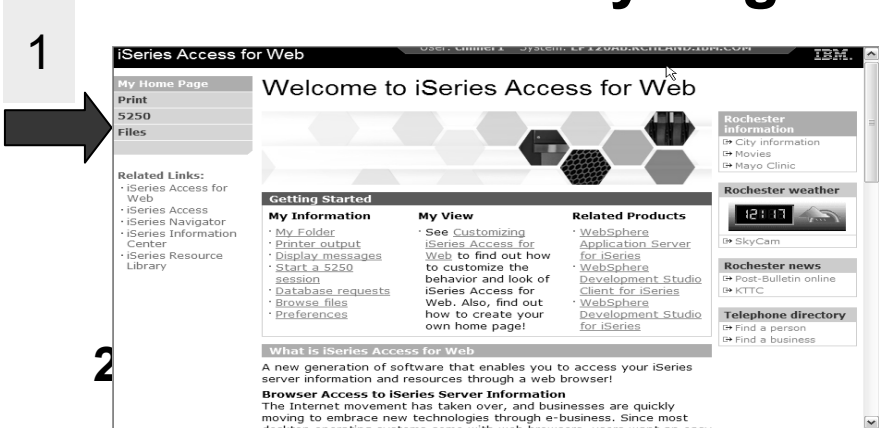 1
iSeries Access for Web
IBM.
My Home Page
Print
5250
Files
Related Links:
· iSeries Access for
Web
· iSeries Access
· iSeries Navigator
· iSeries Information
Center
· iSeries Resource
Library
Welcome to iSeries Access for Web
Getting Started
My Information
· My Folder
· Printer output
· Display messages
· Start a 5250
session
· Database requests
· Browse files
· Preferences
My View
· See Customizing
iSeries Access for
Web to find out how
to customize the
behavior and look of
iSeries Access for
Web. Also, find out
how to create your
own home page!
Related Products
· WebSphere
Application Server
for iSeries
· WebSphere
Development Studio
Client for iSeries
· WebSphere
Development Studio
for iSeries
What is iSeries Access for Web
A new generation of software that enables you to access your iSeries
server information and resources through a web browser!
Browser Access to iSeries Server Information
The Internet movement has taken over, and businesses are quickly
moving to embrace new technologies through e-business. Since most
Rochester
information
City information
Movies
Mayo Clinic
Rochester weather
12:17
SkyCam
Rochester news
Post-Bulletin online
KTTC
Telephone directory
Find a person
Find a business
2